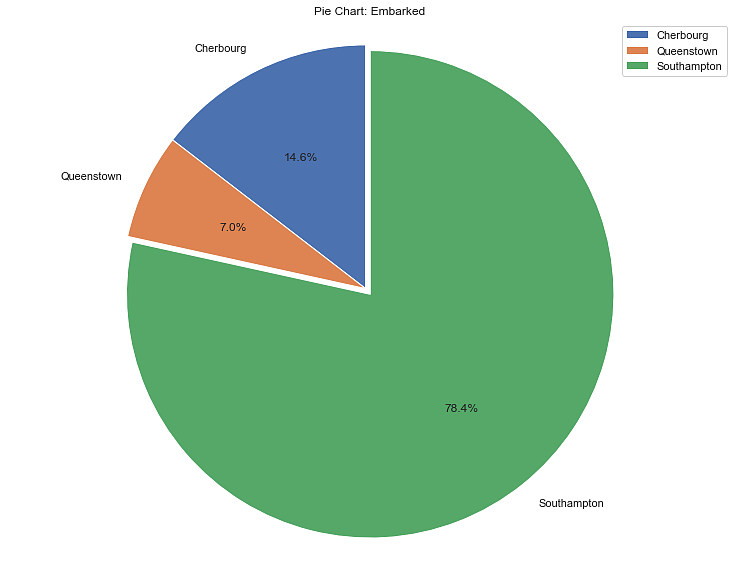 Pie Chart: Embarked
Cherbourg
Queenstown
Southampton
Cherbourg
14.6%
Queenstown
7.0%
78.4%
Southampton